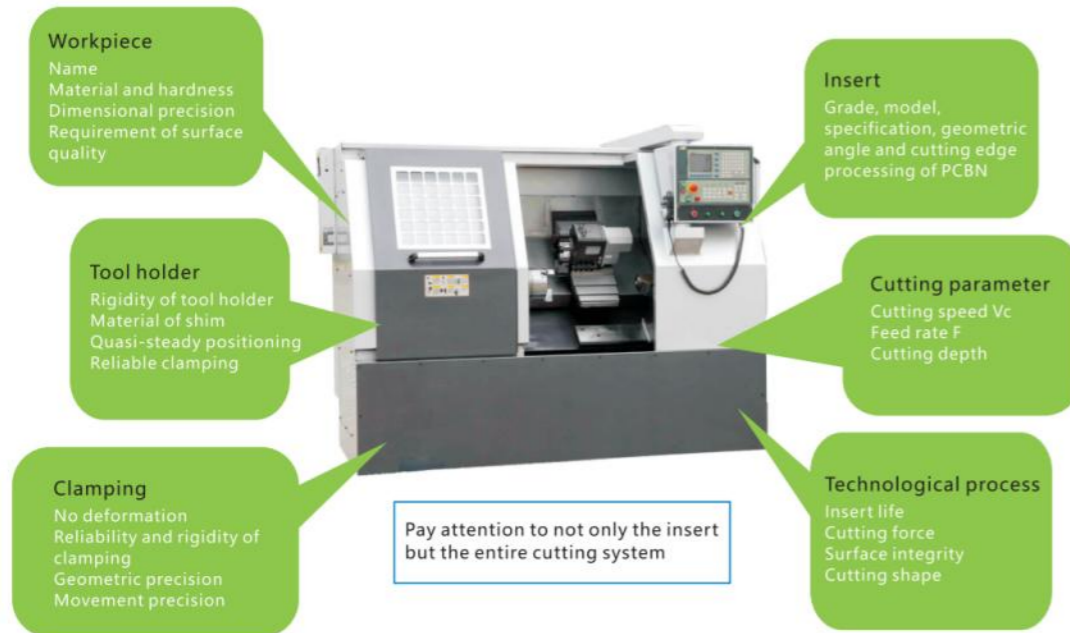 Workpiece
Name
Material and hardness
Dimensional precision
Requirement of surface
quality
Insert
Grade, model,
specification, geometric
angle and cutting edge
processing of PCBN
Tool holder
Rigidity of tool holder
Material of shim
Quasi-steady positioning
Reliable clamping
Cutting parameter
Cutting speed Vc
Feed rate F
Cutting depth
Clamping
No deformation
Reliability and rigidity of
clamping
Geometric precision
Movement precision
Pay attention to not only the insert
but the entire cutting system
Technological process
Insert life
Cutting force
Surface integrity
Cutting shape